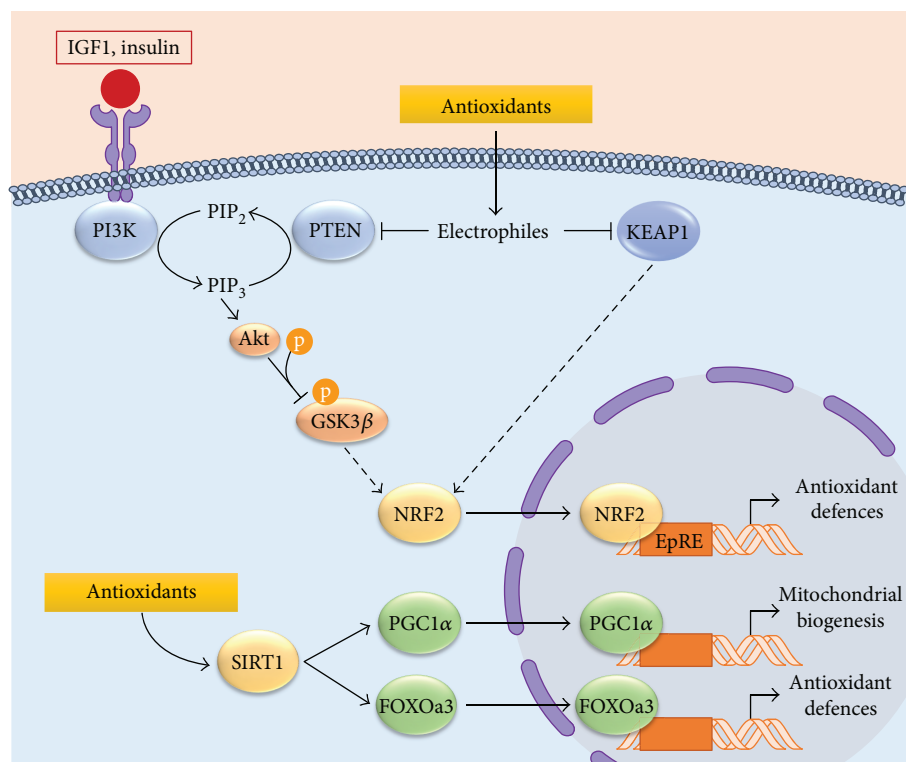 IGF1, insulin
Antioxidants
PI3K
PIP2
PTEN
Electrophiles
KEAP1
PIP3
Akt
p
p
GSK3β
NRF2
NRF2
EpRE
Antioxidant
defences
Antioxidants
SIRT1
PGC1α
PGC1α
Mitochondrial
biogenesis
FOXOa3
FOXOa3
Antioxidant
defences